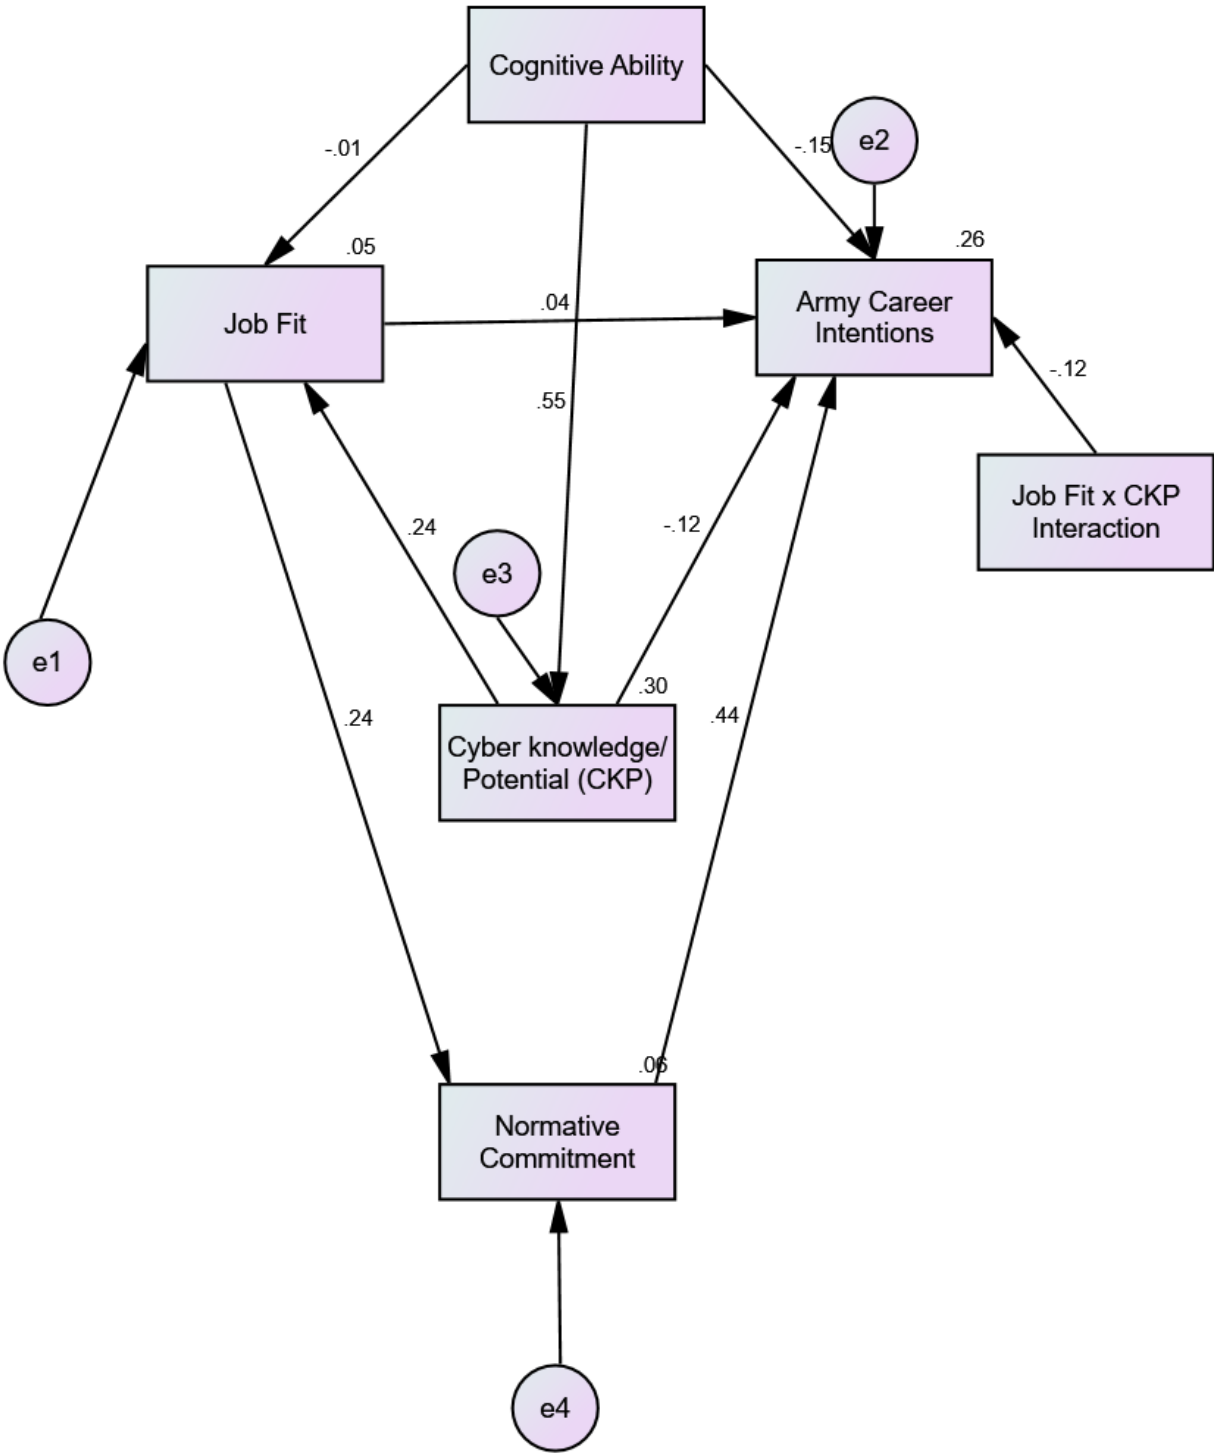 Cognitive Ability
-.01
-.15
e2
.05
.26
Job Fit
.04
Army Career
Intentions
-.12
.55
Job Fit x CKP
Interaction
.24
-.12
e3
e1
.30
.24
.44
Cyber knowledge/
Potential (CKP)
.06
Normative
Commitment
e4